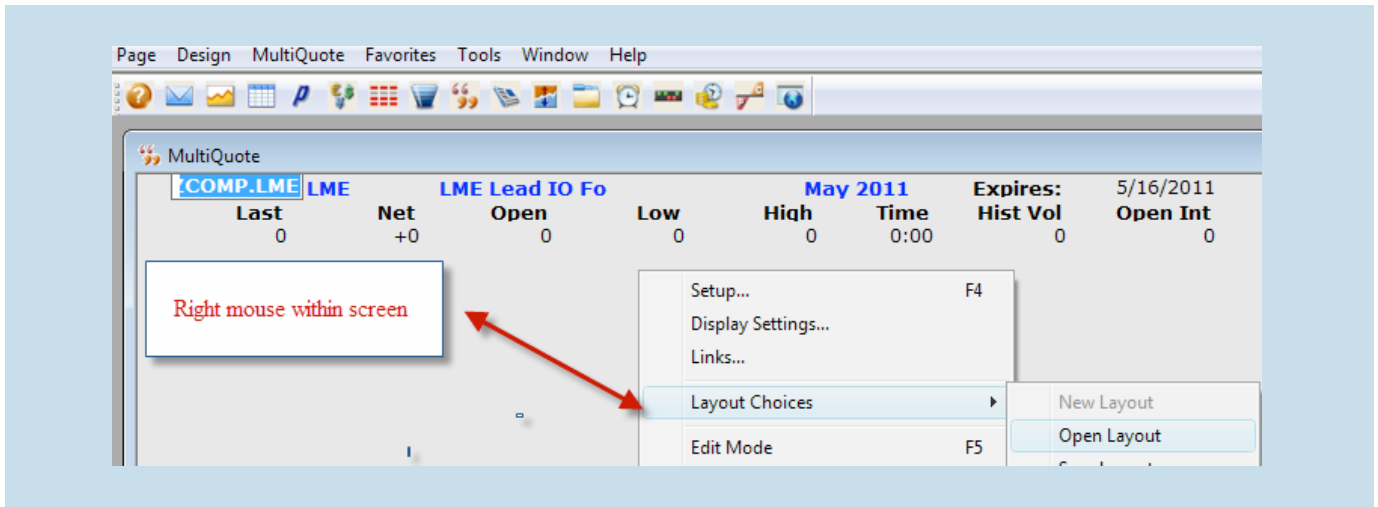 Page Design MultiQuote Favorites Tools Window Help
MultiQuote
COMP.LME LME LME Lead IO Fo May 2011 Expires: 5/16/2011
Last Net Open Low High Time Hist Vol Open Int
0 +0 0 0 0 0:00 0 0
Right mouse within screen
Setup... F4
Display Settings...
Links...
Layout Choices
New Layout
Open Layout
Edit Mode F5